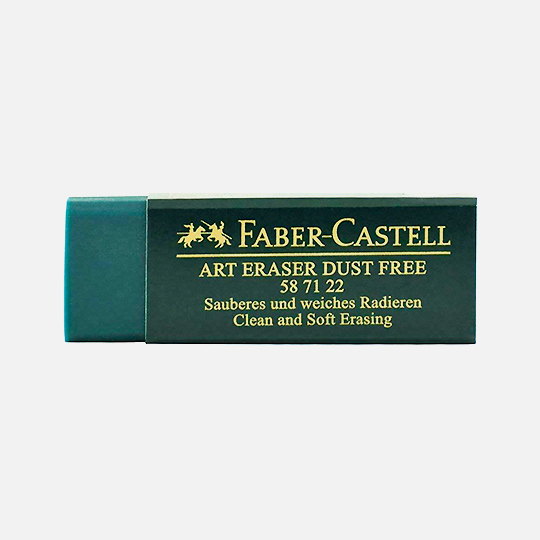 FABER-CASTELL
ART ERASER DUST FREE
58 71 22
Sauberes und weiches Radieren
Clean and Soft Erasing